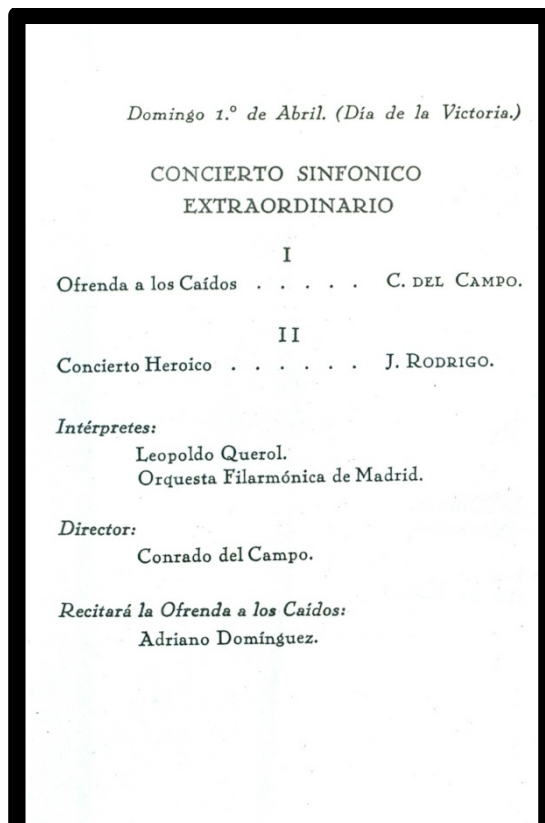 Domingo 1.º de Abril. (Día de la Victoria.)
CONCIERTO SINFONICO
EXTRAORDINARIO
I
Ofrenda a los Caídos . . . . . C. DEL CAMPO.
II
Concierto Heroico . . . . . . J. RODRIGO.
Intérpretes:
Leopoldo Querol.
Orquesta Filarmónica de Madrid.
Director:
Conrado del Campo.
Recitará la Ofrenda a los Caídos:
Adriano Domínguez.